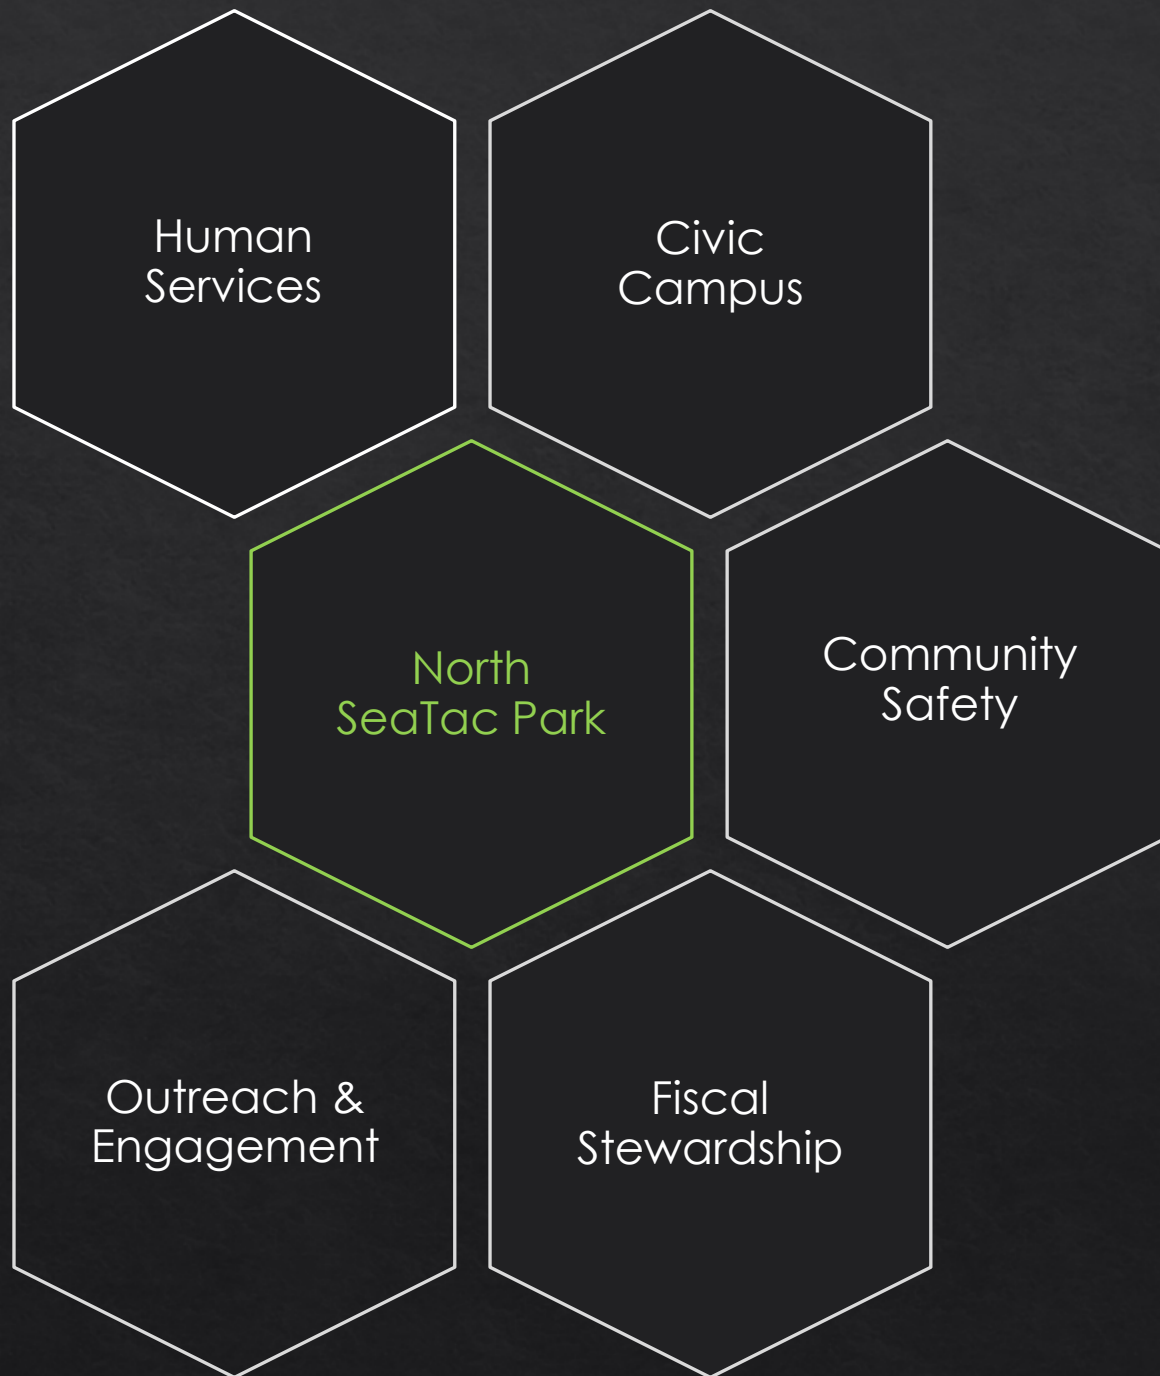 Human
Services
Civic
Campus
North
SeaTac Park
Community
Safety
Outreach &
Engagement
Fiscal
Stewardship